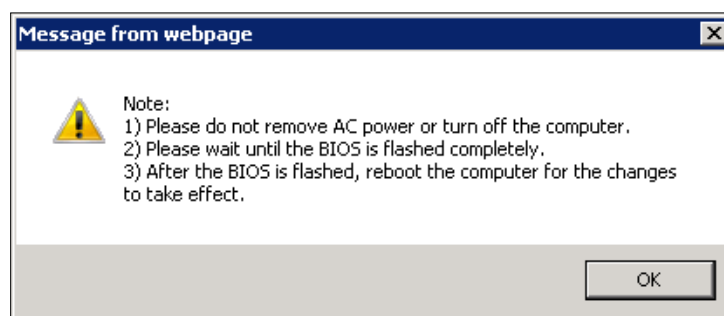 Message from webpage
Note:
1) Please do not remove AC power or turn off the computer.
2) Please wait until the BIOS is flashed completely.
3) After the BIOS is flashed, reboot the computer for the changes
to take effect.
OK